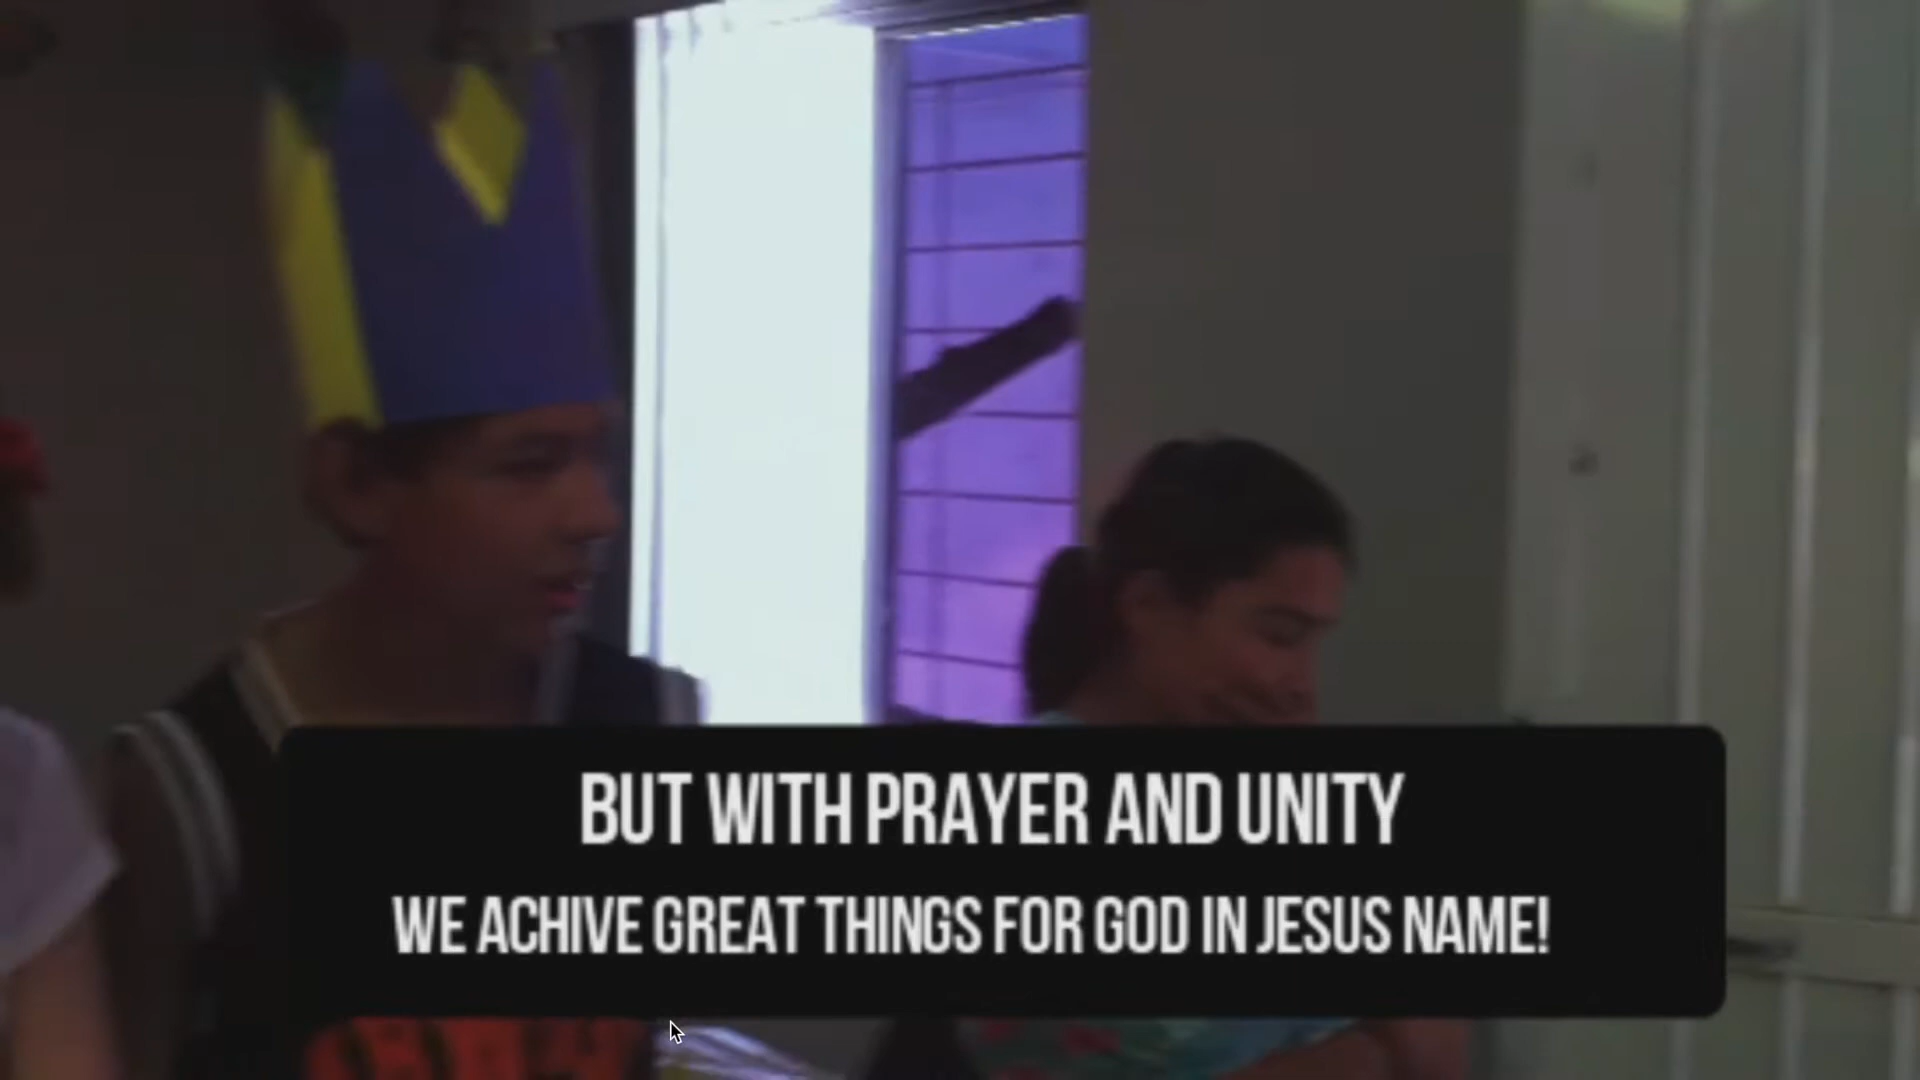 BUT WITH PRAYER AND UNITY
WE ACHIVE GREAT THINGS FOR GOD IN JESUS NAME!